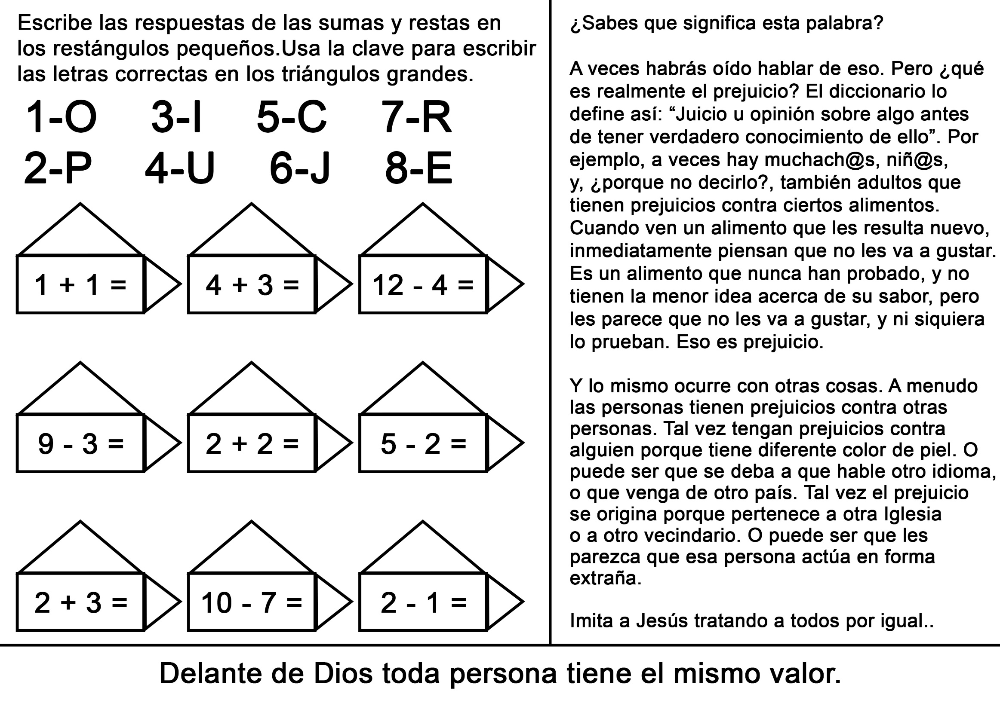 Escribe las respuestas de las sumas y restas en
los restángulos pequeños.Usa la clave para escribir
las letras correctas en los triángulos grandes.
1-O 3-I 5-C 7-R
2-P 4-U 6-J 8-E
1 + 1 = 4 + 3 = 12 - 4 =
9 - 3 = 2 + 2 = 5 - 2 =
2 + 3 = 10 - 7 = 2 - 1 =
¿Sabes que significa esta palabra?
A veces habrás oído hablar de eso. Pero ¿qué
es realmente el prejuicio? El diccionario lo
define así: “Juicio u opinión sobre algo antes
de tener verdadero conocimiento de ello”. Por
ejemplo, a veces hay muchach@s, niñ@s,
y, ¿porque no decirlo?, también adultos que
tienen prejuicios contra ciertos alimentos.
Cuando ven un alimento que les resulta nuevo,
inmediatamente piensan que no les va a gustar.
Es un alimento que nunca han probado, y no
tienen la menor idea acerca de su sabor, pero
les parece que no les va a gustar, y ni siquiera
lo prueban. Eso es prejuicio.
Y lo mismo ocurre con otras cosas. A menudo
las personas tienen prejuicios contra otras
personas. Tal vez tengan prejuicios contra
alguien porque tiene diferente color de piel. O
puede ser que se deba a que hable otro idioma,
o que venga de otro país. Tal vez el prejuicio
se origina porque pertenece a otra Iglesia
o a otro vecindario. O puede ser que les
parezca que esa persona actúa en forma
extraña.
Imita a Jesús tratando a todos por igual..
Delante de Dios toda persona tiene el mismo valor.